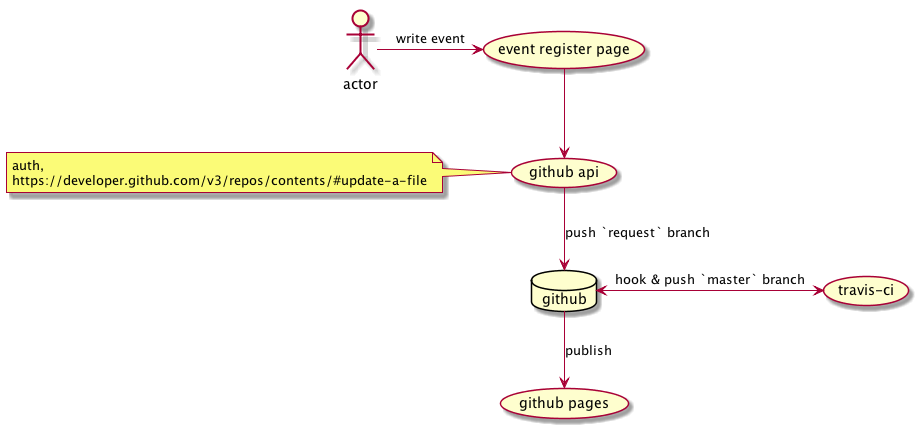 write event
event register page
actor
auth,
https://developer.github.com/v3/repos/contents/#update-a-file
github api
push `request` branch
hook & push `master` branch
github
travis-ci
publish
github pages